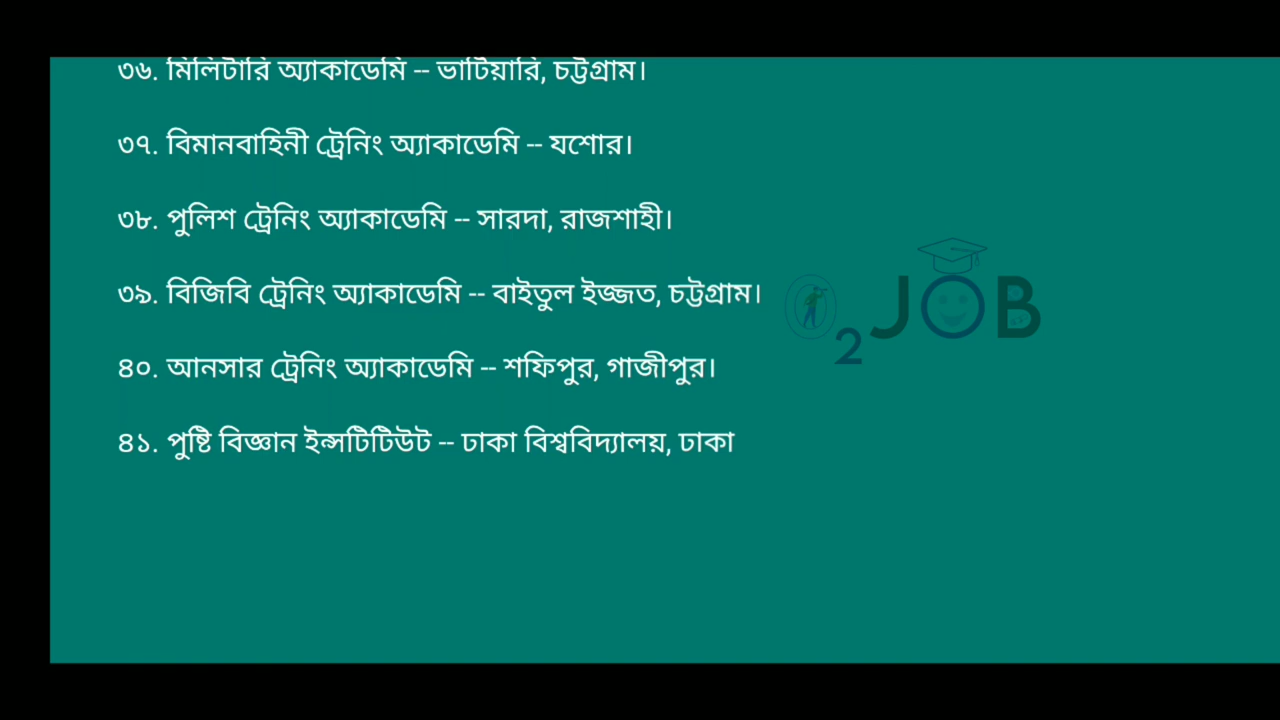 ৩৬. মিলিটারি অ্যাকাডেমি -- ভাটিয়ারি, চট্টগ্রাম।
৩৭. বিমানবাহিনী ট্রেনিং অ্যাকাডেমি -- যশোর।
৩৮. পুলিশ ট্রেনিং অ্যাকাডেমি -- সারদা, রাজশাহী।
৩৯. বিজিবি ট্রেনিং অ্যাকাডেমি -- বাইতুল ইজ্জত, চট্টগ্রাম।
৪০. আনসার ট্রেনিং অ্যাকাডেমি -- শফিপুর, গাজীপুর।
৪১. পুষ্টি বিজ্ঞান ইন্সটিটিউট -- ঢাকা বিশ্ববিদ্যালয়, ঢাকা
2JOB